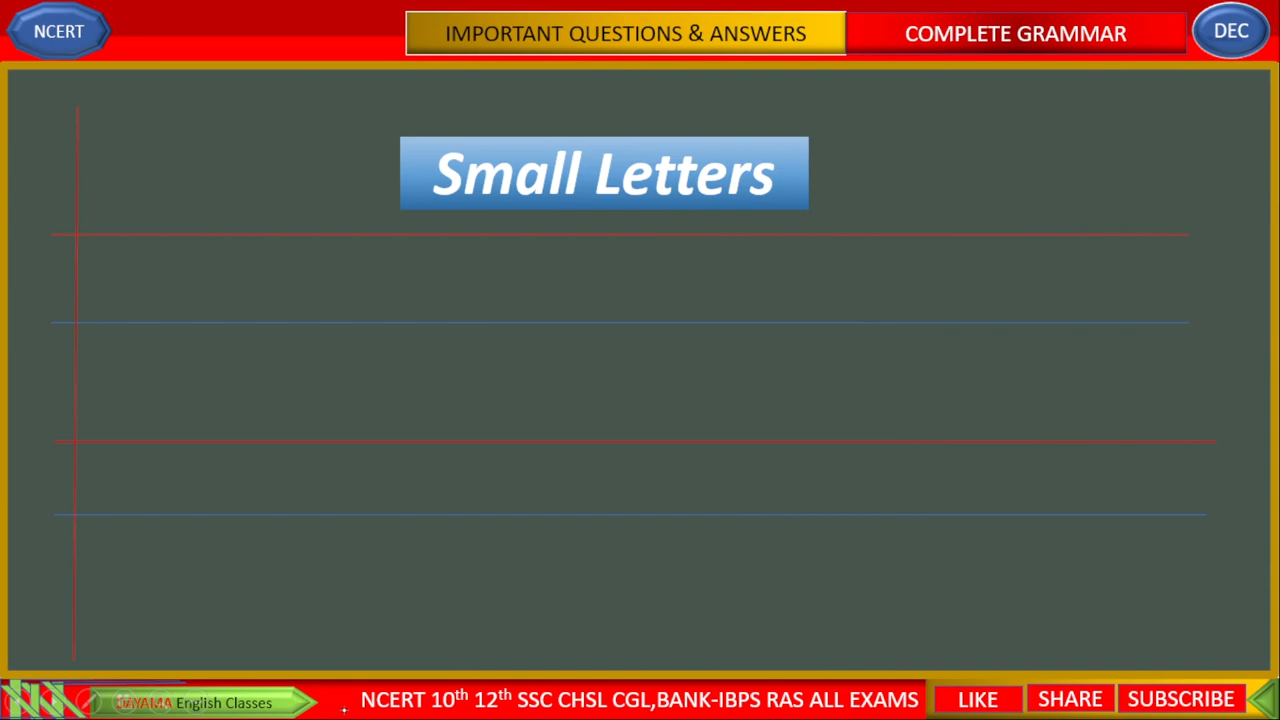 NCERT
IMPORTANT QUESTIONS & ANSWERS
COMPLETE GRAMMAR
DEC
Small Letters
DAYAMA English Classes
NCERT 10th 12th SSC CHSL CGL,BANK-IBPS RAS ALL EXAMS
LIKE
SHARE
SUBSCRIBE